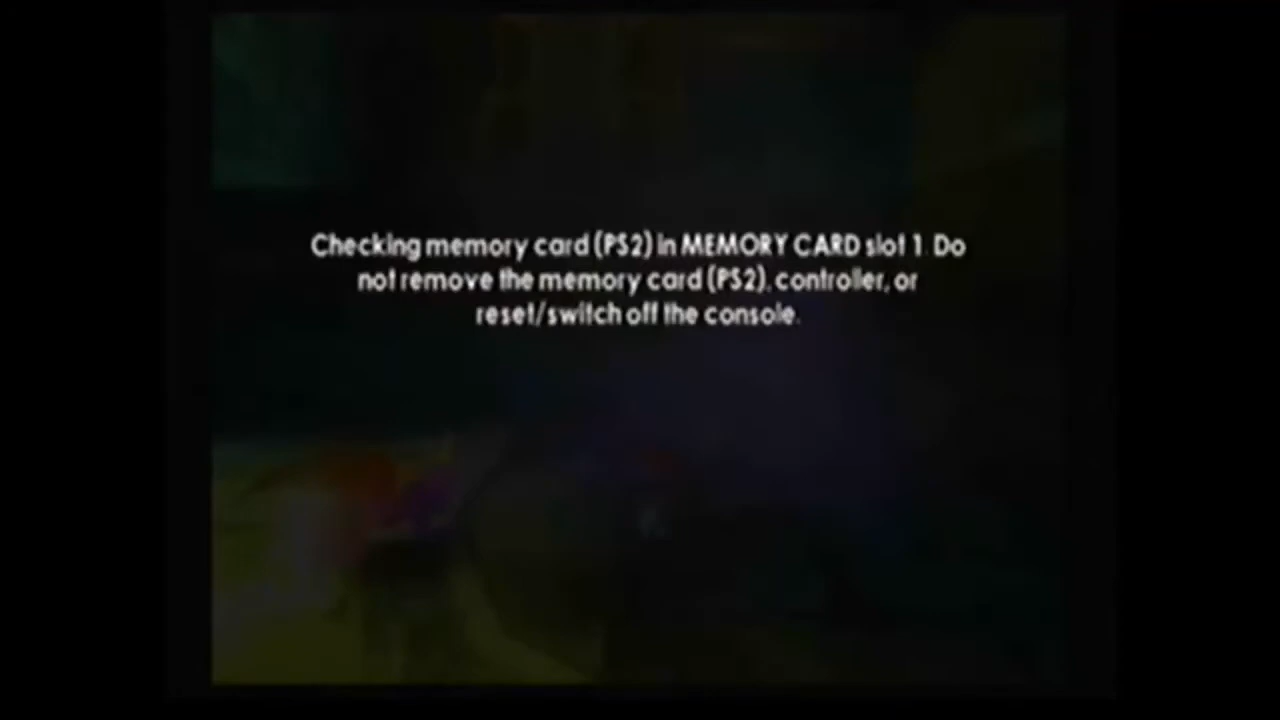 Checking memory card (PS2) in MEMORY CARD slot 1. Do
not remove the memory card (PS2), controller, or
reset/switch off the console.